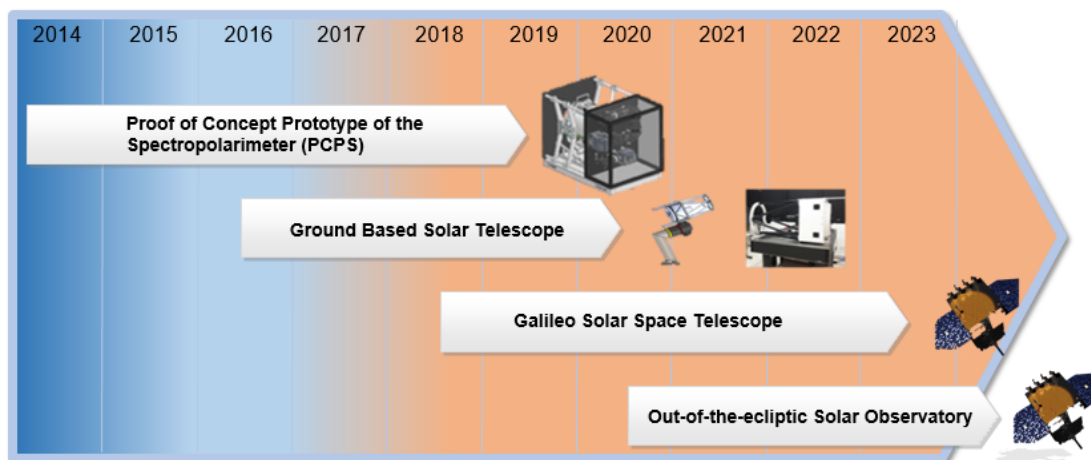 2014 2015 2016 2017 2018 2019 2020 2021 2022 2023
Proof of Concept Prototype of the
Spectropolarimeter (PCPS)
Ground Based Solar Telescope
Galileo Solar Space Telescope
Out-of-the-ecliptic Solar Observatory